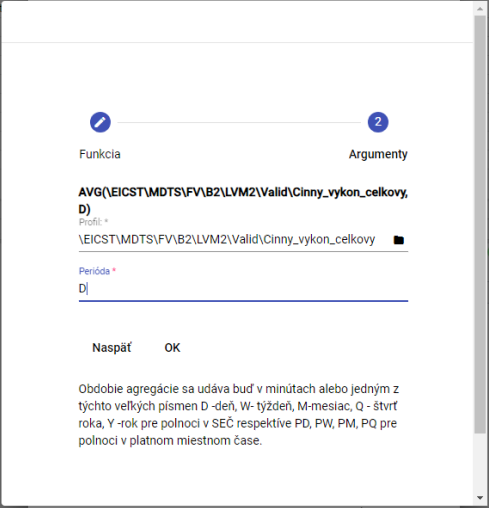 2
Funkcia
Argumenty
AVG(\EICST\MDTS\FV\B2\LVM2\Valid\Cinny_vykon_celkovy,
D)
Profil: *
\EICST\MDTS\FV\B2\LVM2\Valid\Cinny_vykon_celkovy
Perióda *
D
Naspäť
OK
Obdobie agregácie sa udáva buď v minútach alebo jedným z
týchto veľkých písmen D -deň, W- týždeň, M-mesiac, Q - štvrť
roka, Y -rok pre polnoci v SEČ respektíve PD, PW, PM, PQ pre
polnoci v platnom miestnom čase.